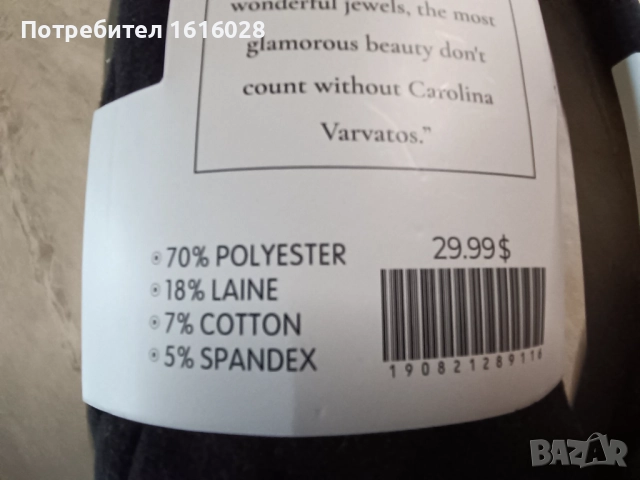 Потребител 1616028
wonderful jewels, the most
glamorous beauty don't
count without Carolina
Varvatos."
70% POLYESTER
18% LAINE
7% COTTON
5% SPANDEX
29.99$
190821289116
BAZAR